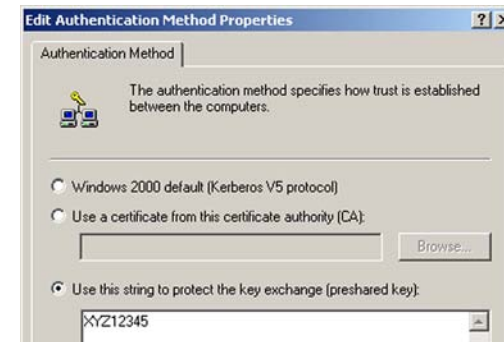 Edit Authentication Method Properties
Authentication Method
The authentication method specifies how trust is established
between the computers.
Windows 2000 default (Kerberos V5 protocol)
Use a certificate from this certificate authority (CA):
Browse...
Use this string to protect the key exchange (preshared key):
XYZ12345